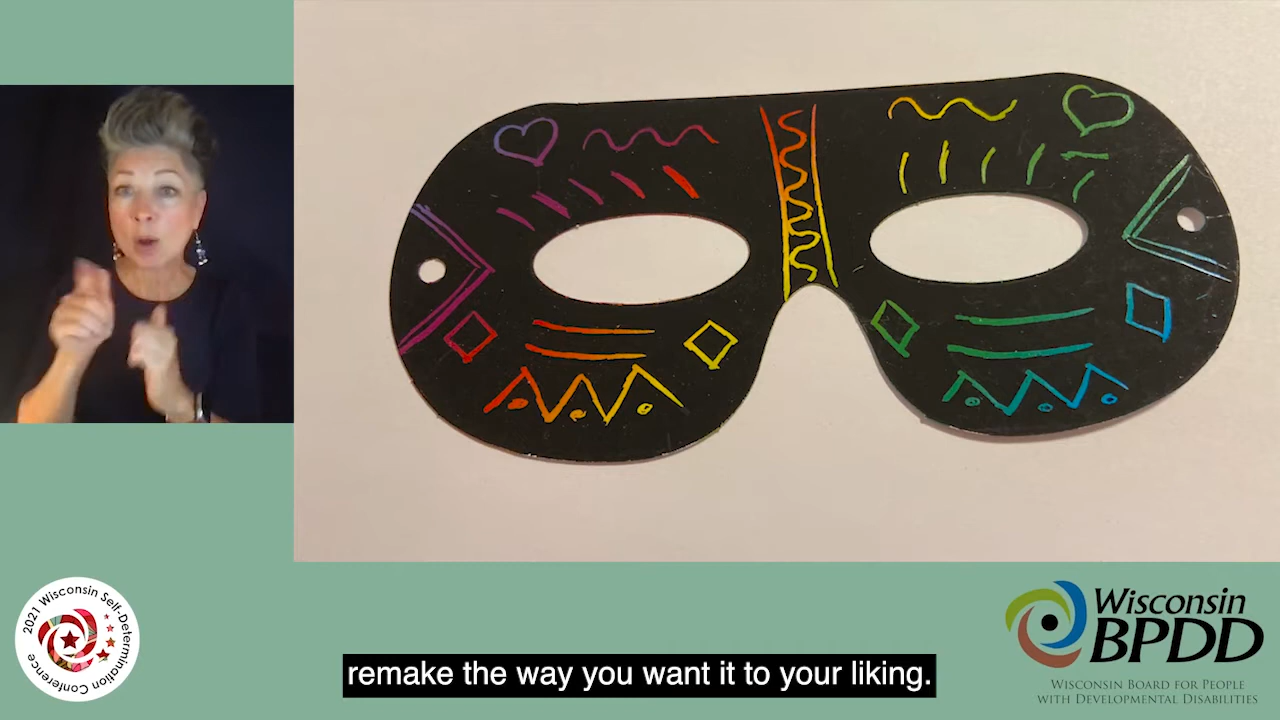 2021 Wisconsin Self-Determination Conference
remake the way you want it to your liking.
Wisconsin
BPDD
Wisconsin Board for People
with Developmental Disabilities